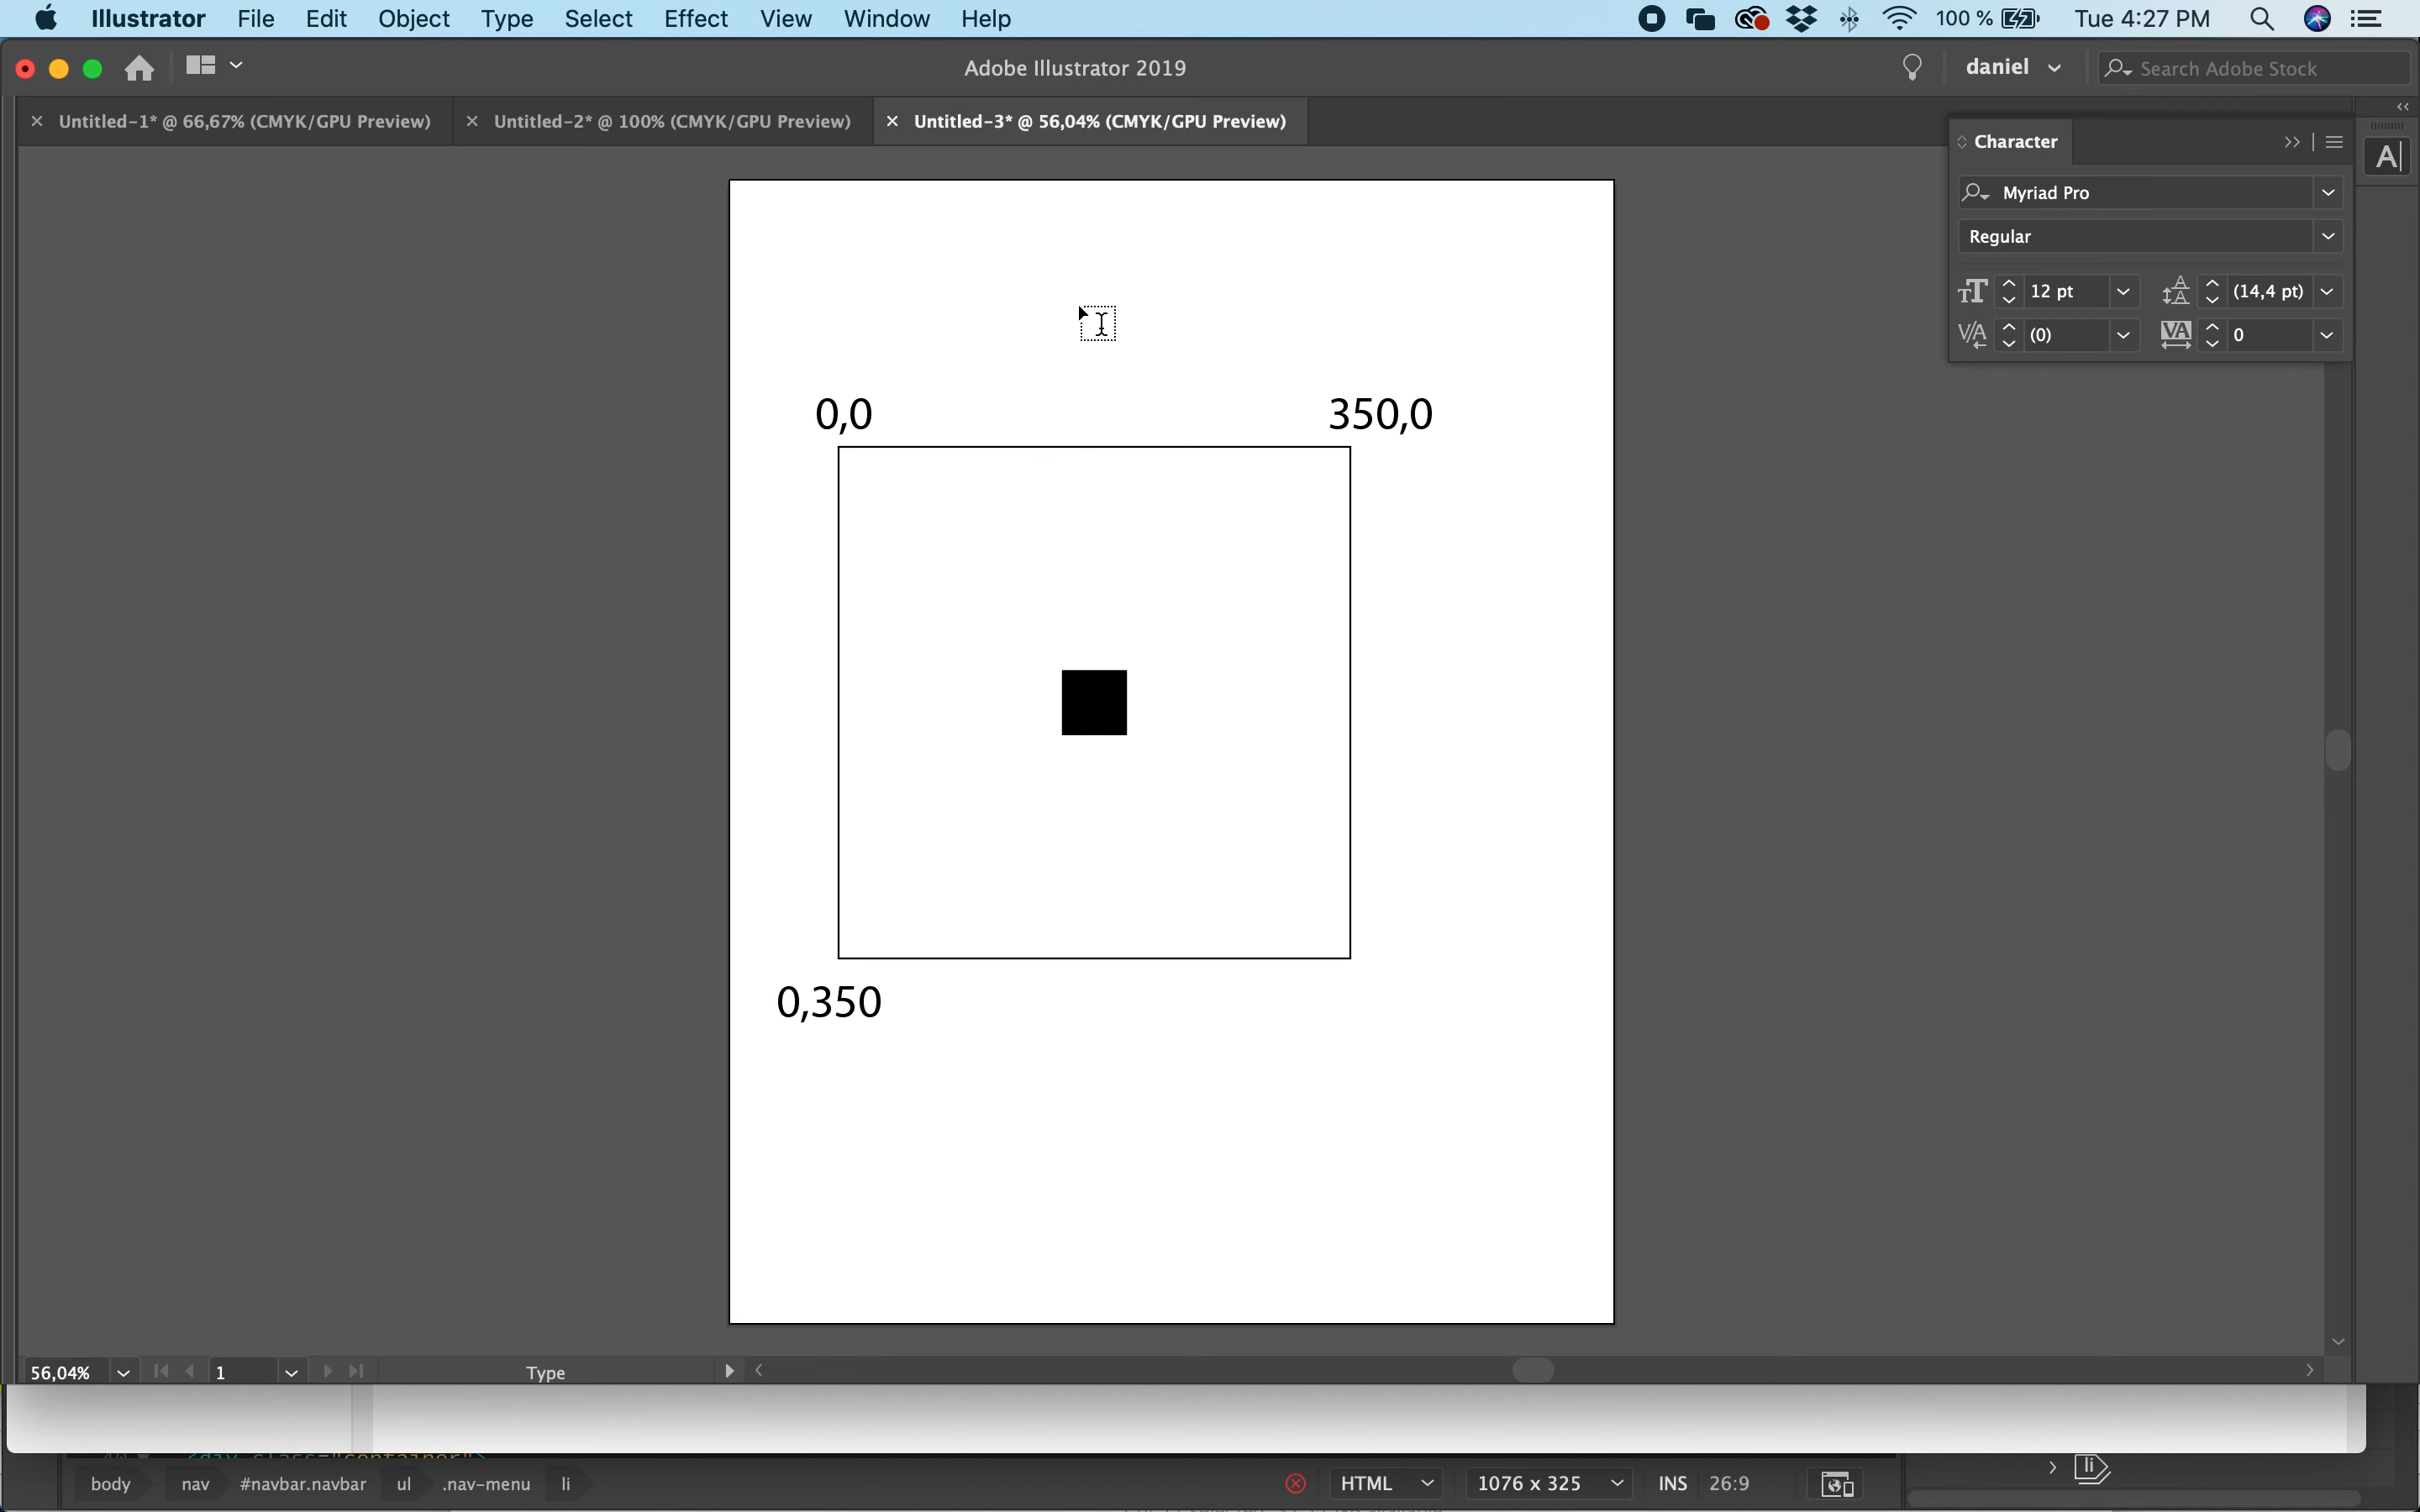 Illustrator File Edit Object Type Select Effect View Window Help 100 % Tue 4:27 PM
Adobe Illustrator 2019 daniel Search Adobe Stock
Untitled-1* @ 66,67% (CMYK/GPU Preview) Untitled-2* @ 100% (CMYK/GPU Preview) Untitled-3* @ 56,04% (CMYK/GPU Preview)
Character
Myriad Pro
Regular
12 pt (14,4 pt)
(0) 0
0,0 350,0
0,350
56,04% 1 Type
<div class="container">
body nav #navbar.navbar ul .nav-menu li HTML 1076 x 325 INS 26:9 li